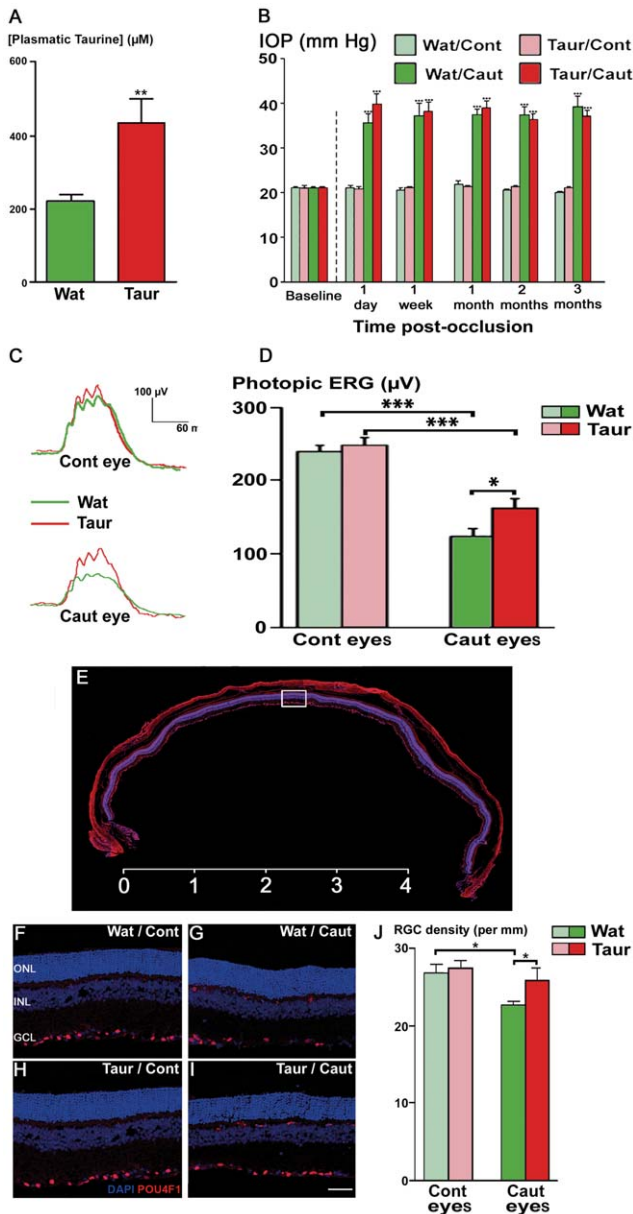 A
[Plasmatic Taurine] (µM)
600
400
200
0
**
Wat Taur
B
IOP (mm Hg)
Wat/Cont Taur/Cont
Wat/Caut Taur/Caut
50
40
30
20
10
0
*** *** *** *** *** *** *** *** *** ***
Baseline 1 day 1 week 1 month 2 months 3 months
Time post-occlusion
C
100 µV
60 m
Cont eye
Wat
Taur
Caut eye
D
Photopic ERG (µV)
300
200
100
0
***
***
*
Wat
Taur
Cont eyes Caut eyes
E
0 1 2 3 4
F Wat / Cont
ONL
INL
GCL
G Wat / Caut
H Taur / Cont
DAPI POU4F1
I Taur / Caut
J
RGC density (per mm)
30
20
10
0
* *
Wat
Taur
Cont eyes Caut eyes